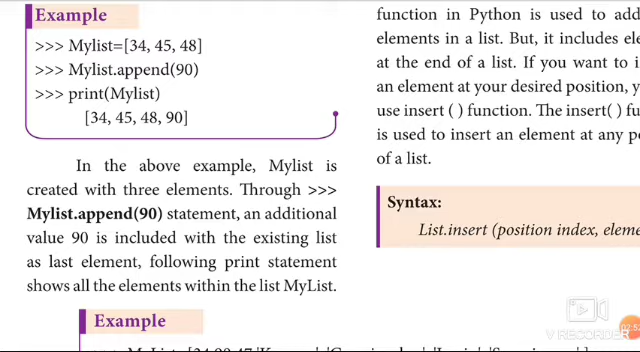 Example
>>> Mylist=[34, 45, 48]
>>> Mylist.append(90)
>>> print(Mylist)
[34, 45, 48, 90]
In the above example, Mylist is
created with three elements. Through >>>
Mylist.append(90) statement, an additional
value 90 is included with the existing list
as last element, following print statement
shows all the elements within the list MyList.
Example
function in Python is used to add
elements in a list. But, it includes ele
at the end of a list. If you want to i
an element at your desired position, y
use insert ( ) function. The insert( ) fu
is used to insert an element at any po
of a list.
Syntax:
List.insert (position index, eleme
V RECORDER